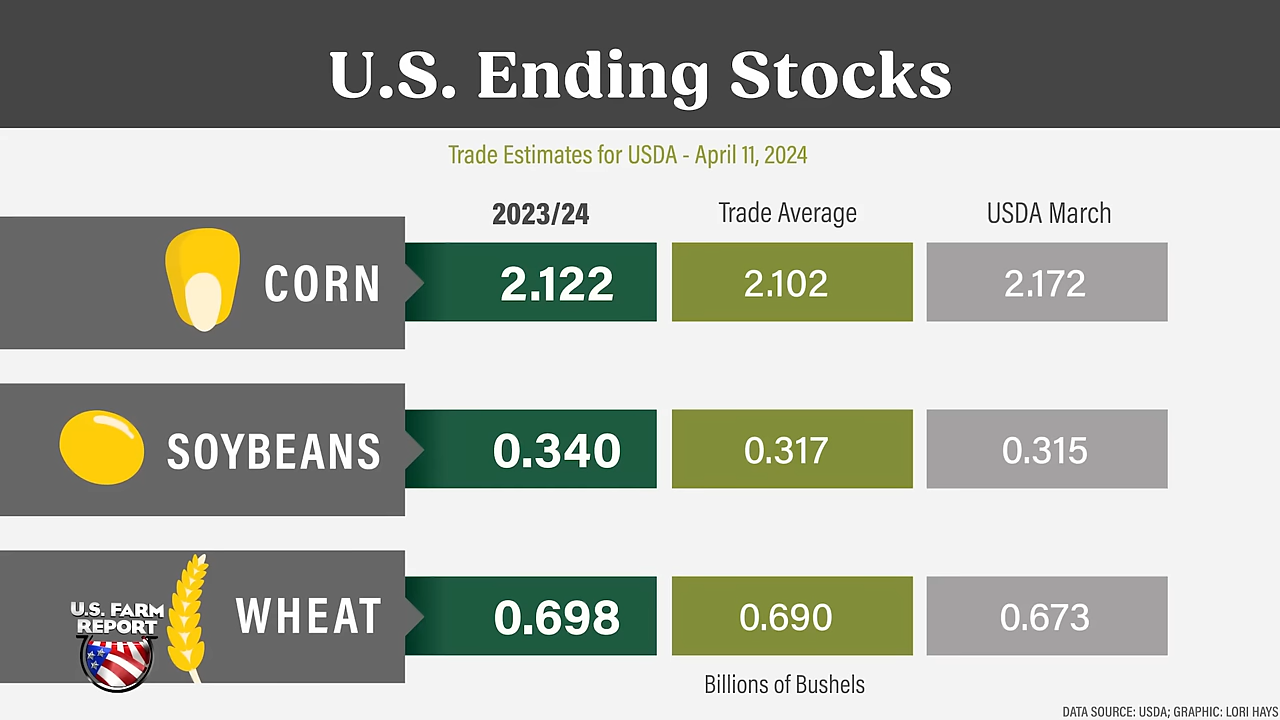 U.S. Ending Stocks
Trade Estimates for USDA - April 11, 2024
2023/24 Trade Average USDA March
CORN 2.122 2.102 2.172
SOYBEANS 0.340 0.317 0.315
WHEAT 0.698 0.690 0.673
U.S. FARM
REPORT
Billions of Bushels
DATA SOURCE: USDA; GRAPHIC: LORI HAYS